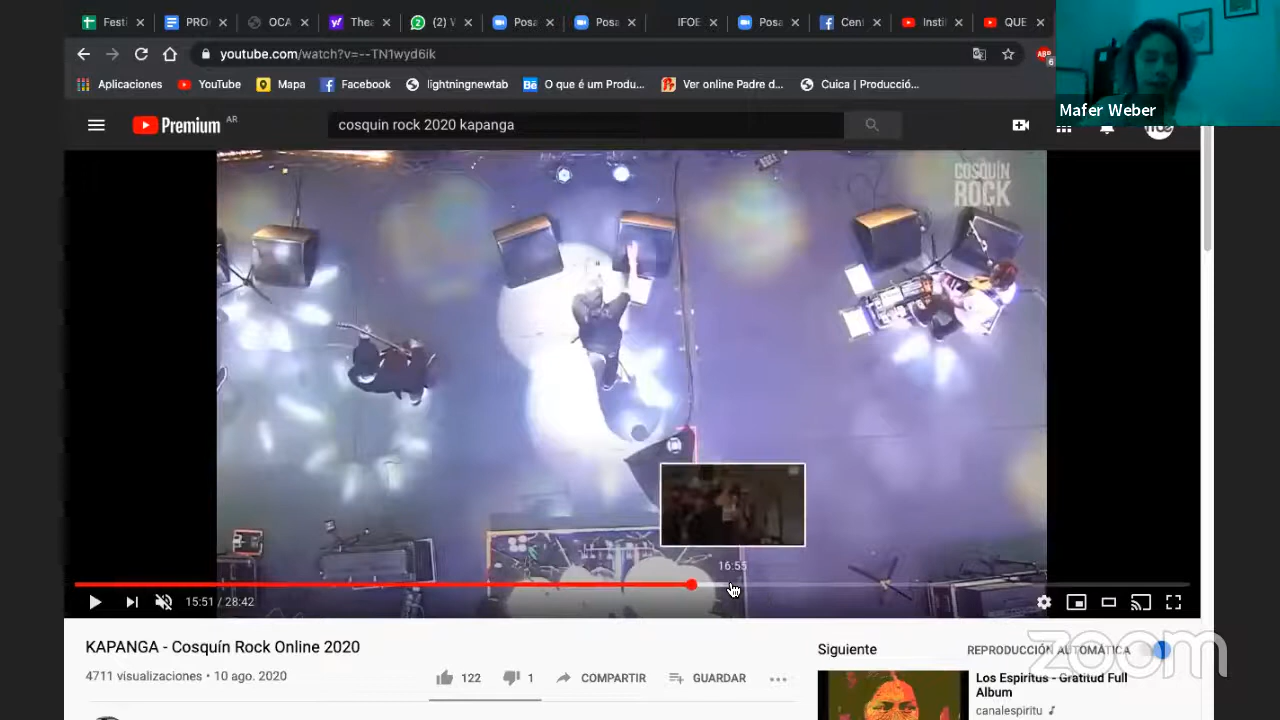 Festi
PRO
OCA
Thea
(2) V
Posa
Posa
IFOE
Posa
Cen
Insti
QUE
youtube.com/watch?v=--TN1wyd6ik
6
Aplicaciones
YouTube
Mapa
Facebook
lightningnewtab
O que é um Produ...
Ver online Padre d...
Cuica | Producció...
Mafer Weber
Premium AR
cosquin rock 2020 kapanga
COSQUÍN
ROCK
16:55
15:51 / 28:42
KAPANGA - Cosquín Rock Online 2020
4711 visualizaciones • 10 ago. 2020
122
1
COMPARTIR
GUARDAR
Siguiente
REPRODUCCIÓN AUTOMÁTICA
zoom
Los Espiritus - Gratitud Full
Album
canalespiritu